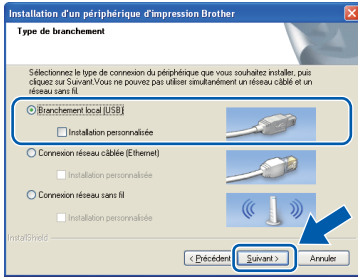 Installation d'un périphérique d'impression Brother
Type de branchement
Sélectionnez le type de connexion du périphérique que vous souhaitez installer, puis
cliquez sur Suivant.Vous ne pouvez pas utiliser simultanément un réseau câblé et un
réseau sans fil.
Branchement local (USB)
Installation personnalisée
Connexion réseau câblée (Ethernet)
Installation personnalisée
Connexion réseau sans fil
Installation personnalisée
InstallShield
< Précédent
Suivant >
Annuler